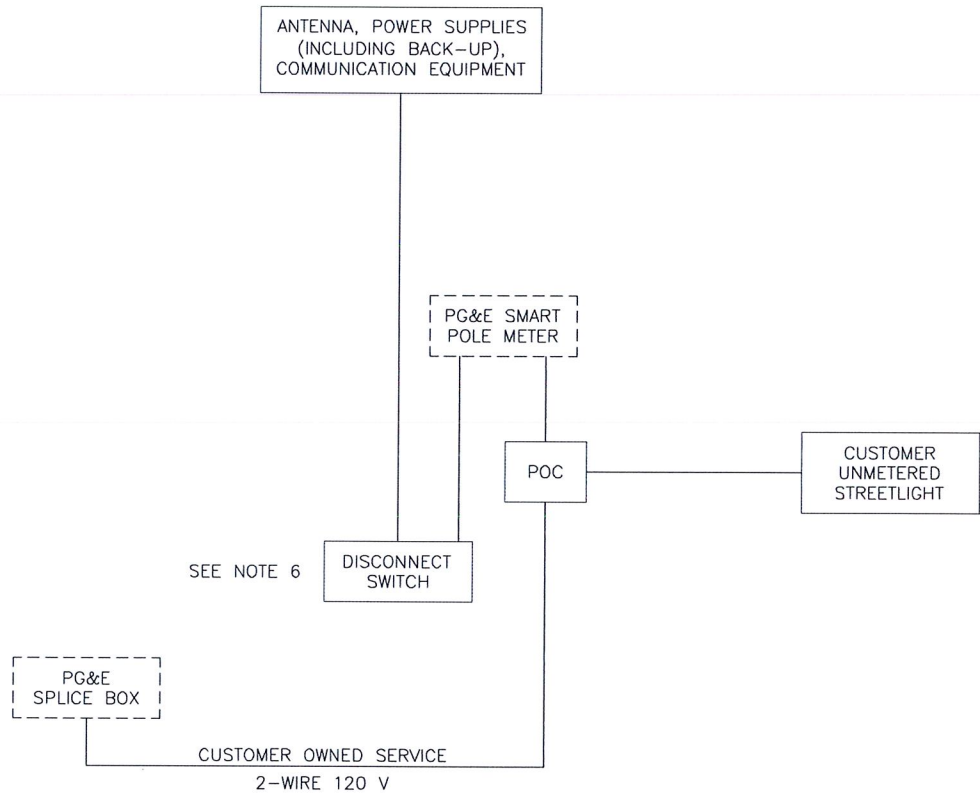 ANTENNA, POWER SUPPLIES
(INCLUDING BACK-UP),
COMMUNICATION EQUIPMENT
PG&E SMART
POLE METER
POC
CUSTOMER
UNMETERED
STREETLIGHT
SEE NOTE 6
DISCONNECT
SWITCH
PG&E
SPLICE BOX
CUSTOMER OWNED SERVICE
2-WIRE 120 V